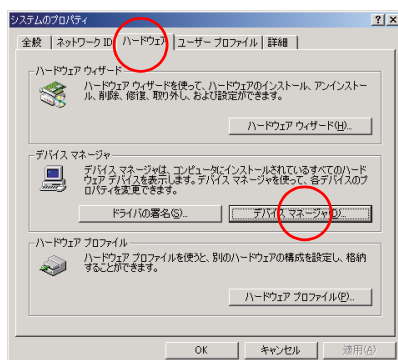 システムのプロパティ
全般 ネットワーク ID ハードウェア ユーザー プロファイル 詳細
ハードウェア ウィザード
ハードウェア ウィザードを使って、ハードウェアのインストール、アンインストー
ル、削除、修復、取り外し、および設定ができます。
ハードウェア ウィザード(H)...
デバイス マネージャ
デバイス マネージャは、コンピュータにインストールされているすべてのハード
ウェア デバイスを表示します。デバイス マネージャを使って、各デバイスのプ
ロパティを変更できます。
ドライバの署名(S)... デバイス マネージャ(D)...
ハードウェア プロファイル
ハードウェア プロファイルを使うと、別のハードウェアの構成を設定し、格納
することができます。
ハードウェア プロファイル(P)...
OK キャンセル 適用(A)